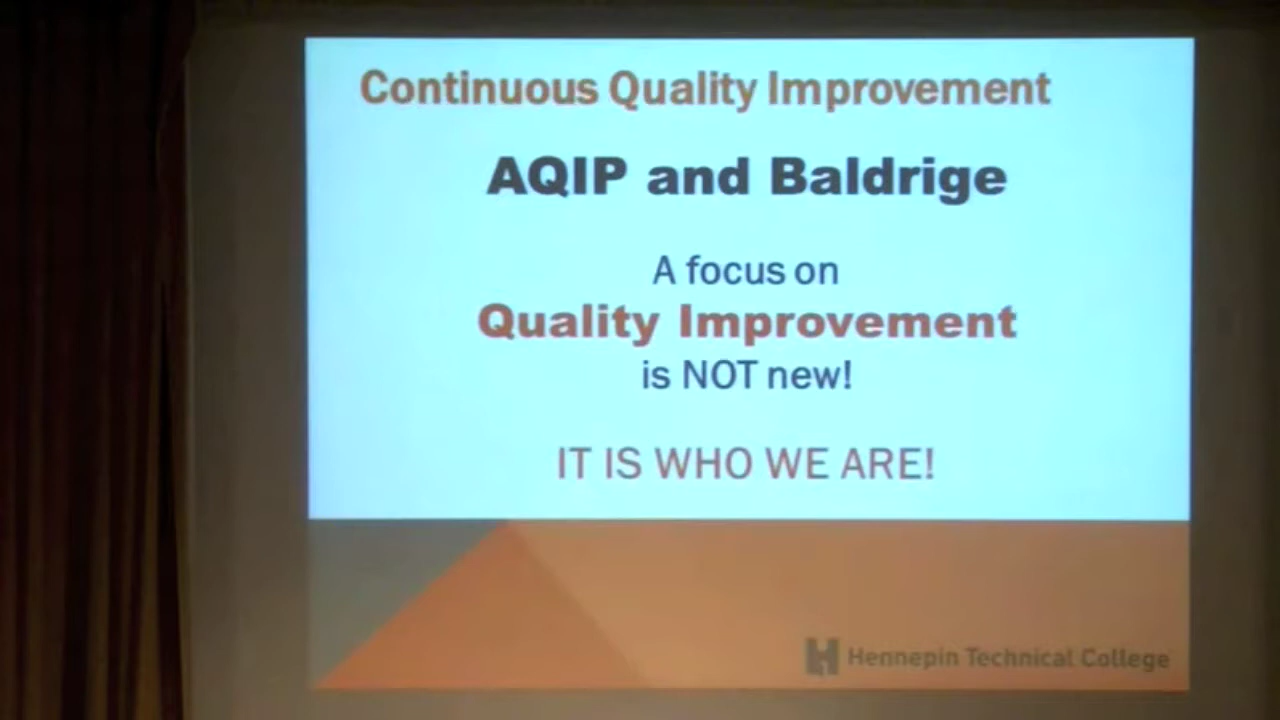 Continuous Quality Improvement
AQIP and Baldrige
A focus on
Quality Improvement
is NOT new!
IT IS WHO WE ARE!
Hennepin Technical College